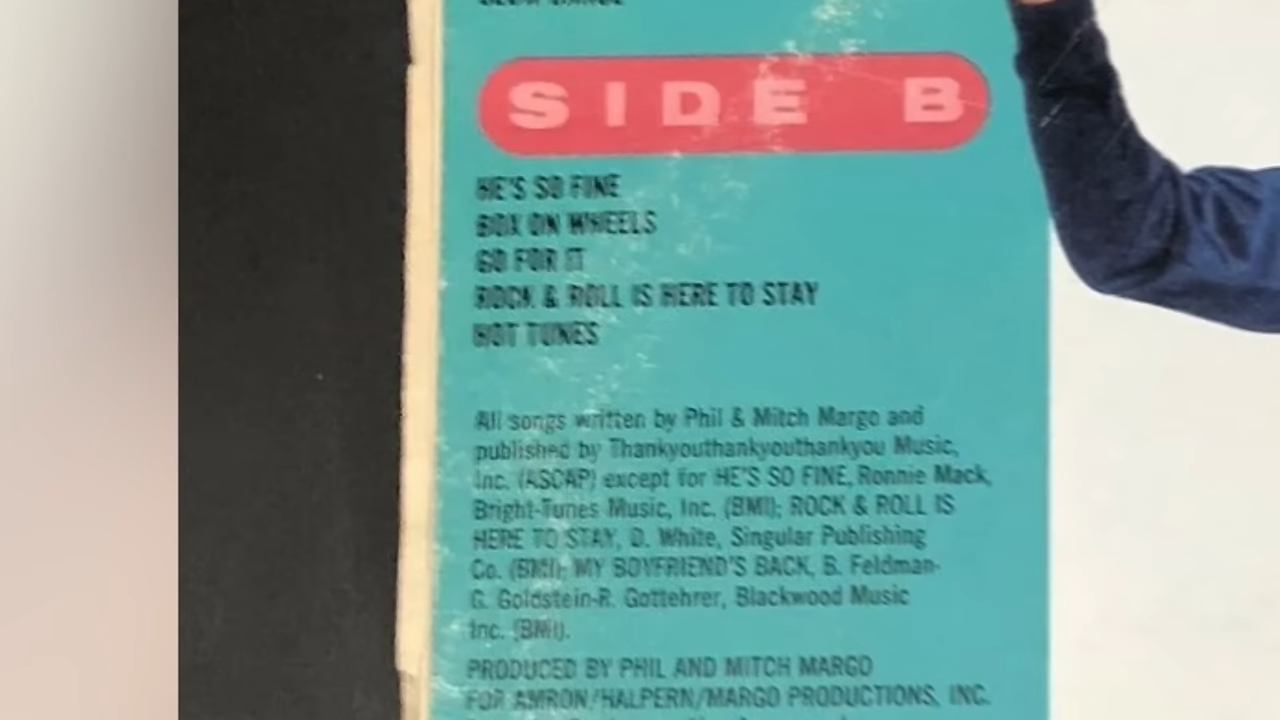 SIDE B
HE'S SO FINE
BOX ON WHEELS
GO FOR IT
ROCK & ROLL IS HERE TO STAY
HOT TUNES
All songs written by Phil & Mitch Margo and
published by Thankyouthankyouthankyou Music,
Inc. (ASCAP) except for HE'S SO FINE, Ronnie Mack,
Bright-Tunes Music, Inc. (BMI); ROCK & ROLL IS
HERE TO STAY, D. White, Singular Publishing
Co. (BMI); MY BOYFRIEND'S BACK, B. Feldman-
G. Goldstein-R. Gottehrer, Blackwood Music
Inc. (BMI).
PRODUCED BY PHIL AND MITCH MARGO
FOR AMRON/HALPERN/MARGO PRODUCTIONS, INC.